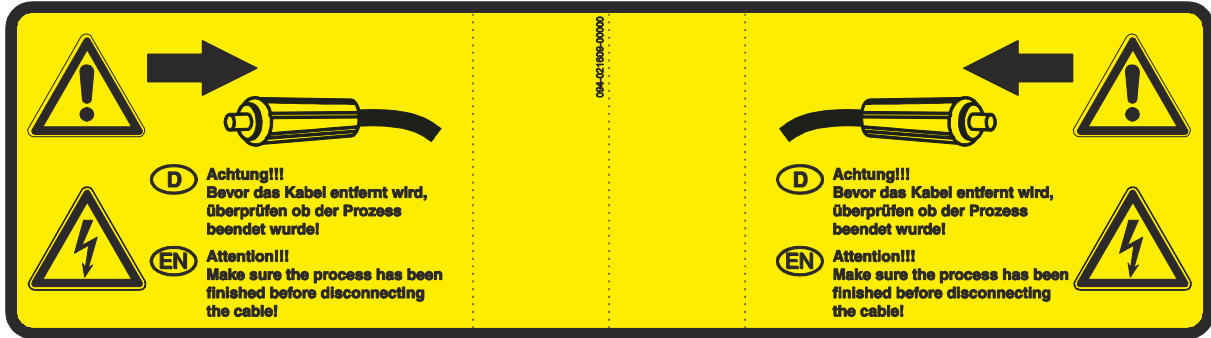 D
Achtung!!!
Bevor das Kabel entfernt wird,
überprüfen ob der Prozess
beendet wurde!
EN
Attention!!!
Make sure the process has been
finished before disconnecting
the cable!
094-021608-00000
D
Achtung!!!
Bevor das Kabel entfernt wird,
überprüfen ob der Prozess
beendet wurde!
EN
Attention!!!
Make sure the process has been
finished before disconnecting
the cable!